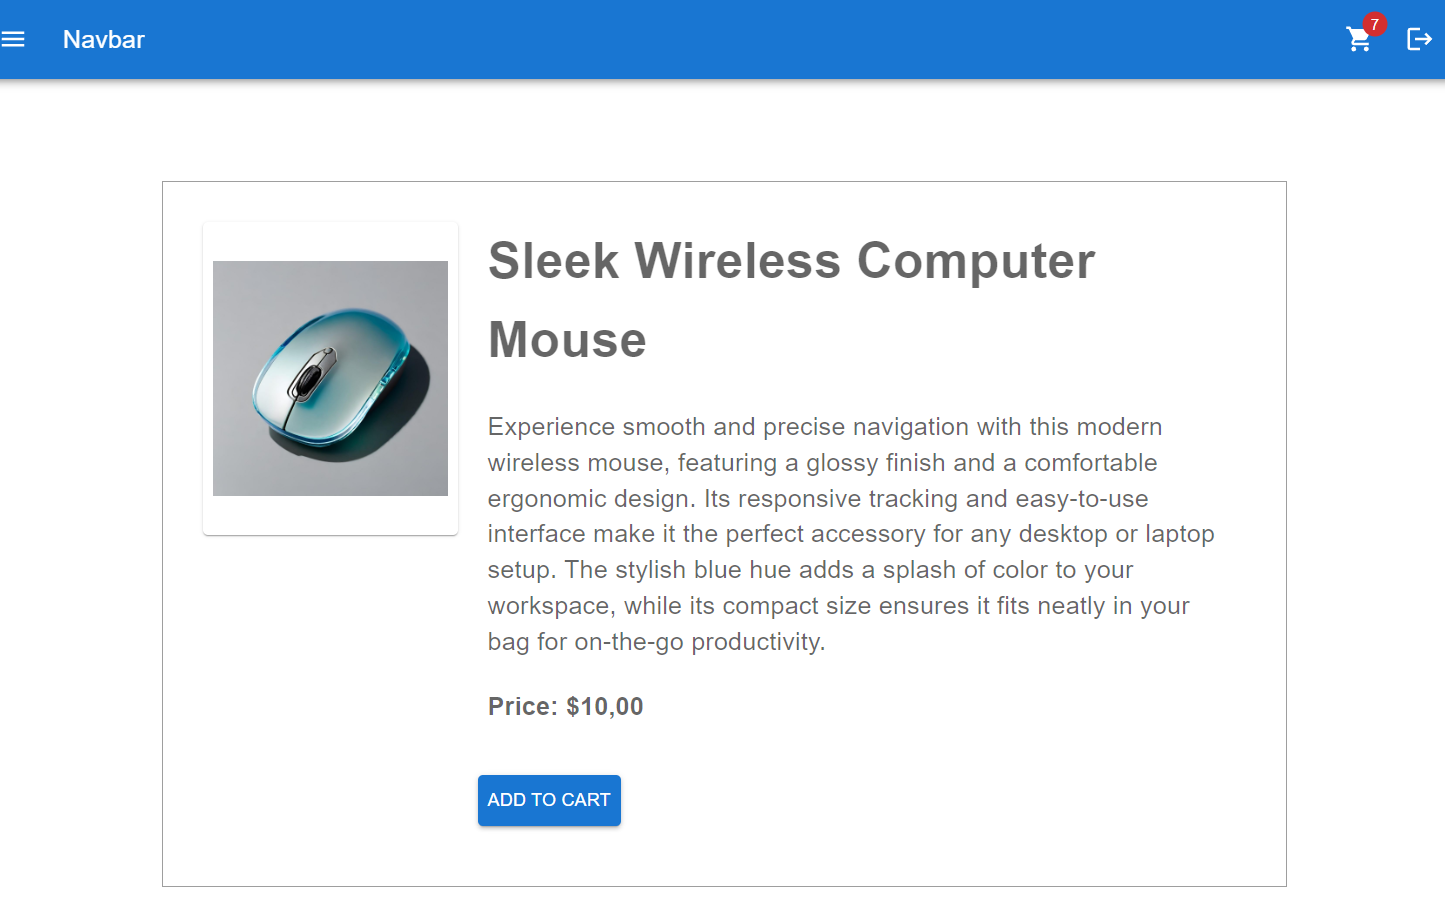 Navbar
7
Sleek Wireless Computer
Mouse
Experience smooth and precise navigation with this modern
wireless mouse, featuring a glossy finish and a comfortable
ergonomic design. Its responsive tracking and easy-to-use
interface make it the perfect accessory for any desktop or laptop
setup. The stylish blue hue adds a splash of color to your
workspace, while its compact size ensures it fits neatly in your
bag for on-the-go productivity.
Price: $10,00
ADD TO CART